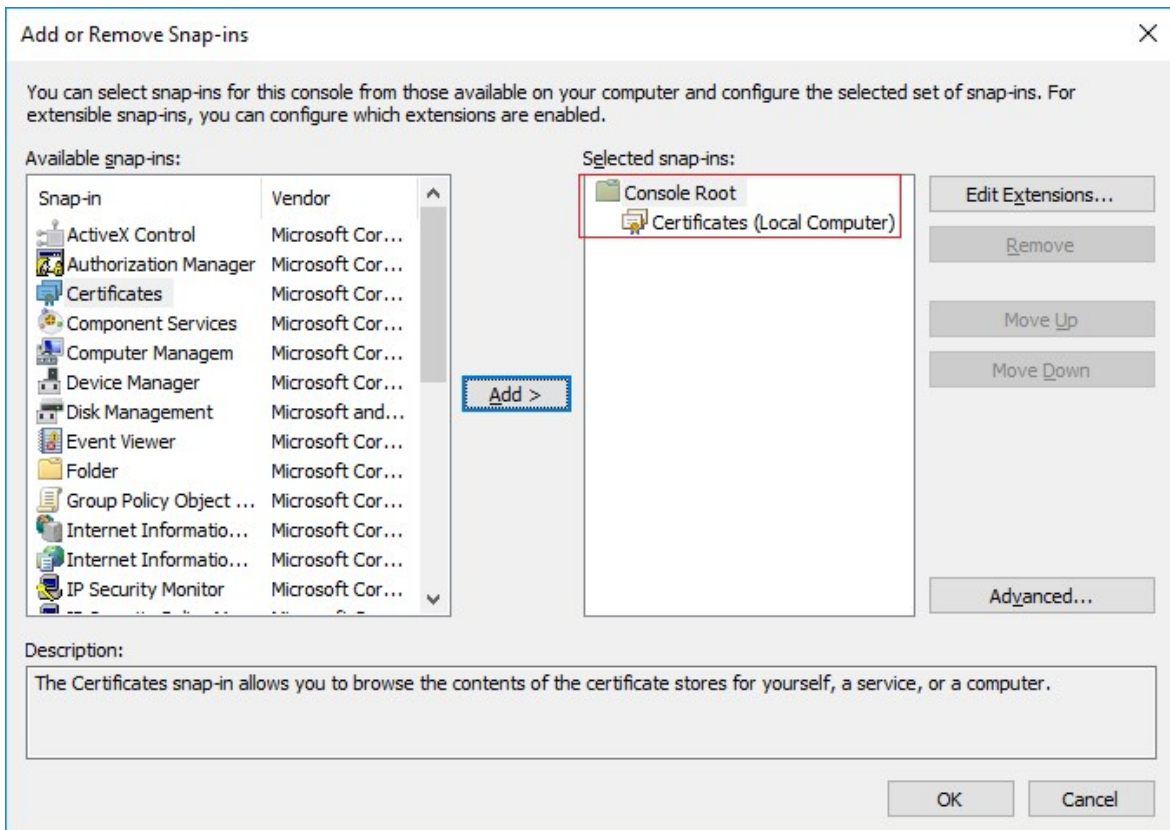 Add or Remove Snap-ins
You can select snap-ins for this console from those available on your computer and configure the selected set of snap-ins. For
extensible snap-ins, you can configure which extensions are enabled.
Available snap-ins:
Snap-in Vendor
ActiveX Control Microsoft Cor...
Authorization Manager Microsoft Cor...
Certificates Microsoft Cor...
Component Services Microsoft Cor...
Computer Managem Microsoft Cor...
Device Manager Microsoft Cor...
Disk Management Microsoft and...
Event Viewer Microsoft Cor...
Folder Microsoft Cor...
Group Policy Object ... Microsoft Cor...
Internet Informatio... Microsoft Cor...
Internet Informatio... Microsoft Cor...
IP Security Monitor Microsoft Cor...
Add >
Selected snap-ins:
Console Root
Certificates (Local Computer)
Edit Extensions...
Remove
Move Up
Move Down
Advanced...
Description:
The Certificates snap-in allows you to browse the contents of the certificate stores for yourself, a service, or a computer.
OK
Cancel